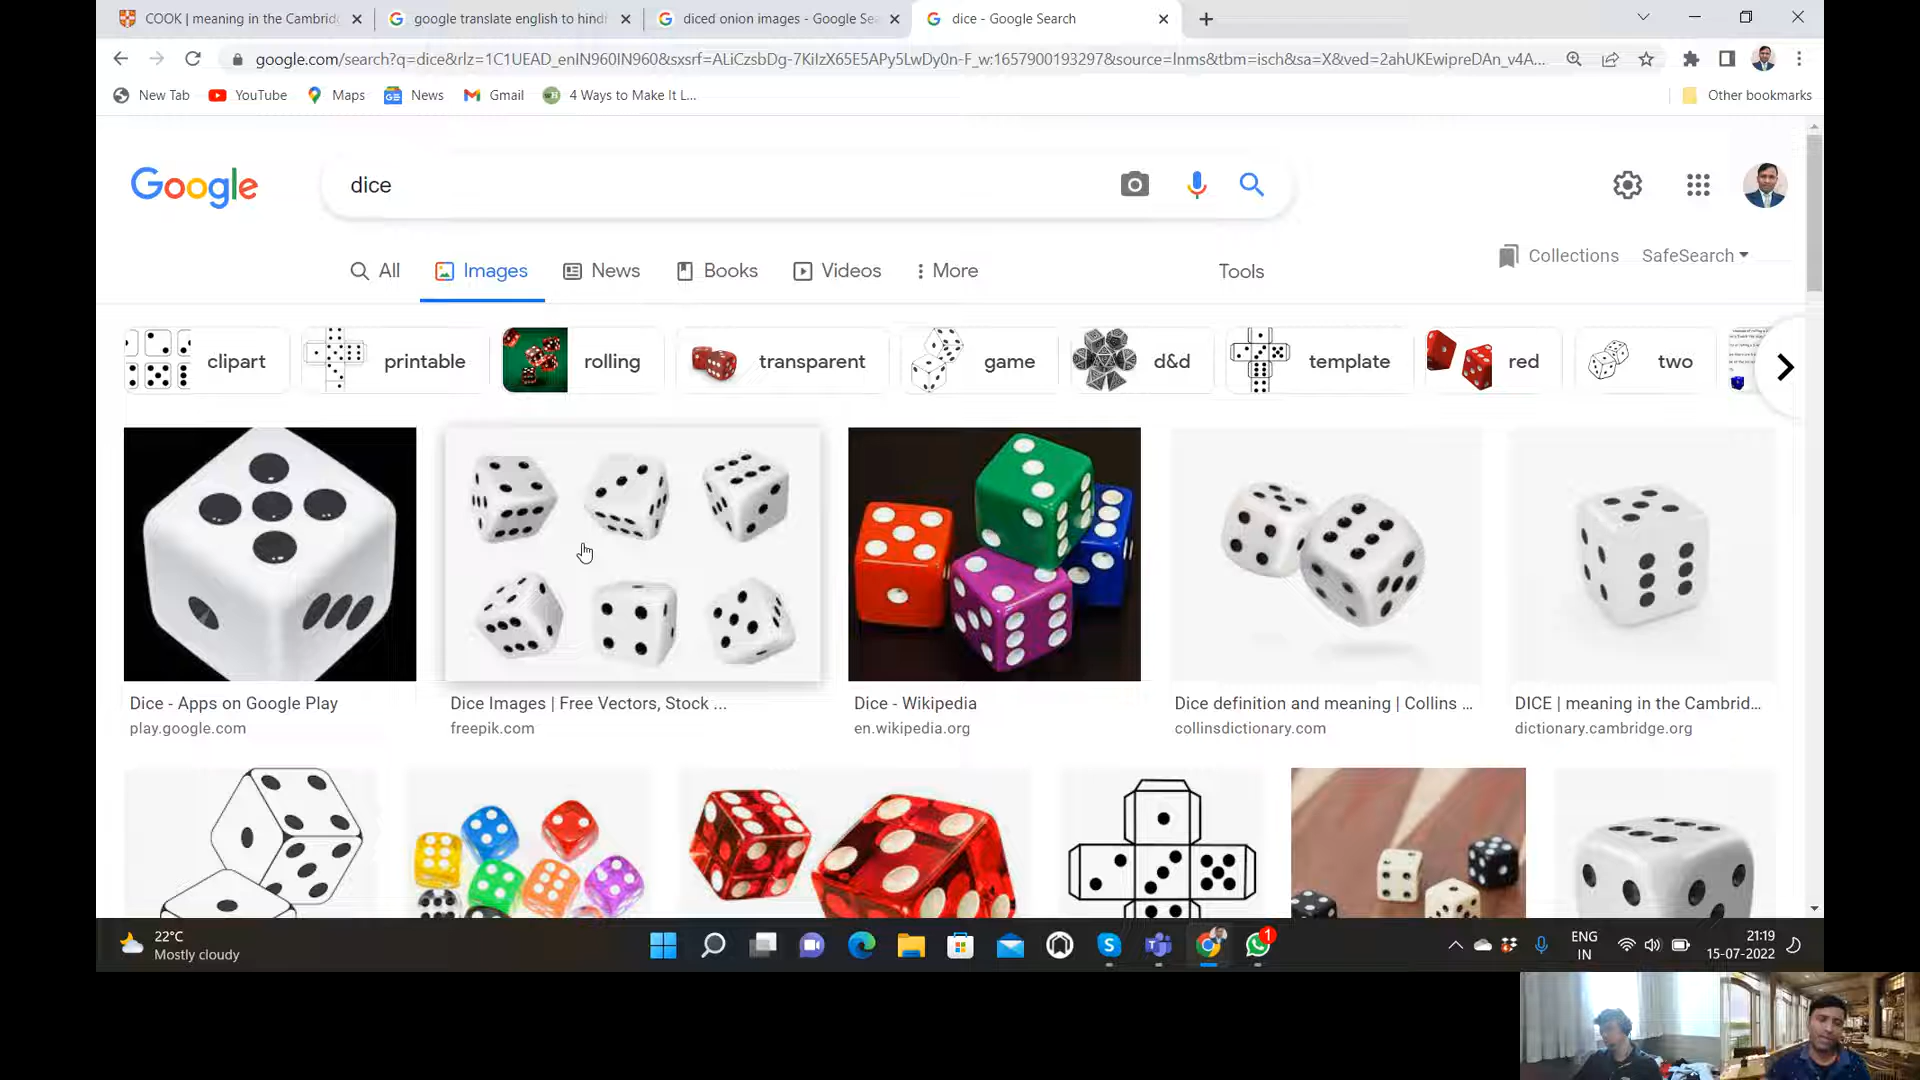 COOK | meaning in the Cambridg
google translate english to hindi
diced onion images - Google Sea
dice - Google Search
google.com/search?q=dice&rlz=1C1UEAD_enIN960IN960&sxsrf=ALiCzsbDg-7KiIzX65E5APy5LwDy0n-F_w:1657900193297&source=lnms&tbm=isch&sa=X&ved=2ahUKEwipreDAn_v4A...
New Tab
YouTube
Maps
News
Gmail
4 Ways to Make It L...
Other bookmarks
Google
dice
All
Images
News
Books
Videos
More
Tools
Collections
SafeSearch
clipart
printable
rolling
transparent
game
d&d
template
red
two
Dice - Apps on Google Play
play.google.com
Dice Images | Free Vectors, Stock ...
freepik.com
Dice - Wikipedia
en.wikipedia.org
Dice definition and meaning | Collins ...
collinsdictionary.com
DICE | meaning in the Cambrid...
dictionary.cambridge.org
22°C
Mostly cloudy
1
ENG
IN
21:19
15-07-2022